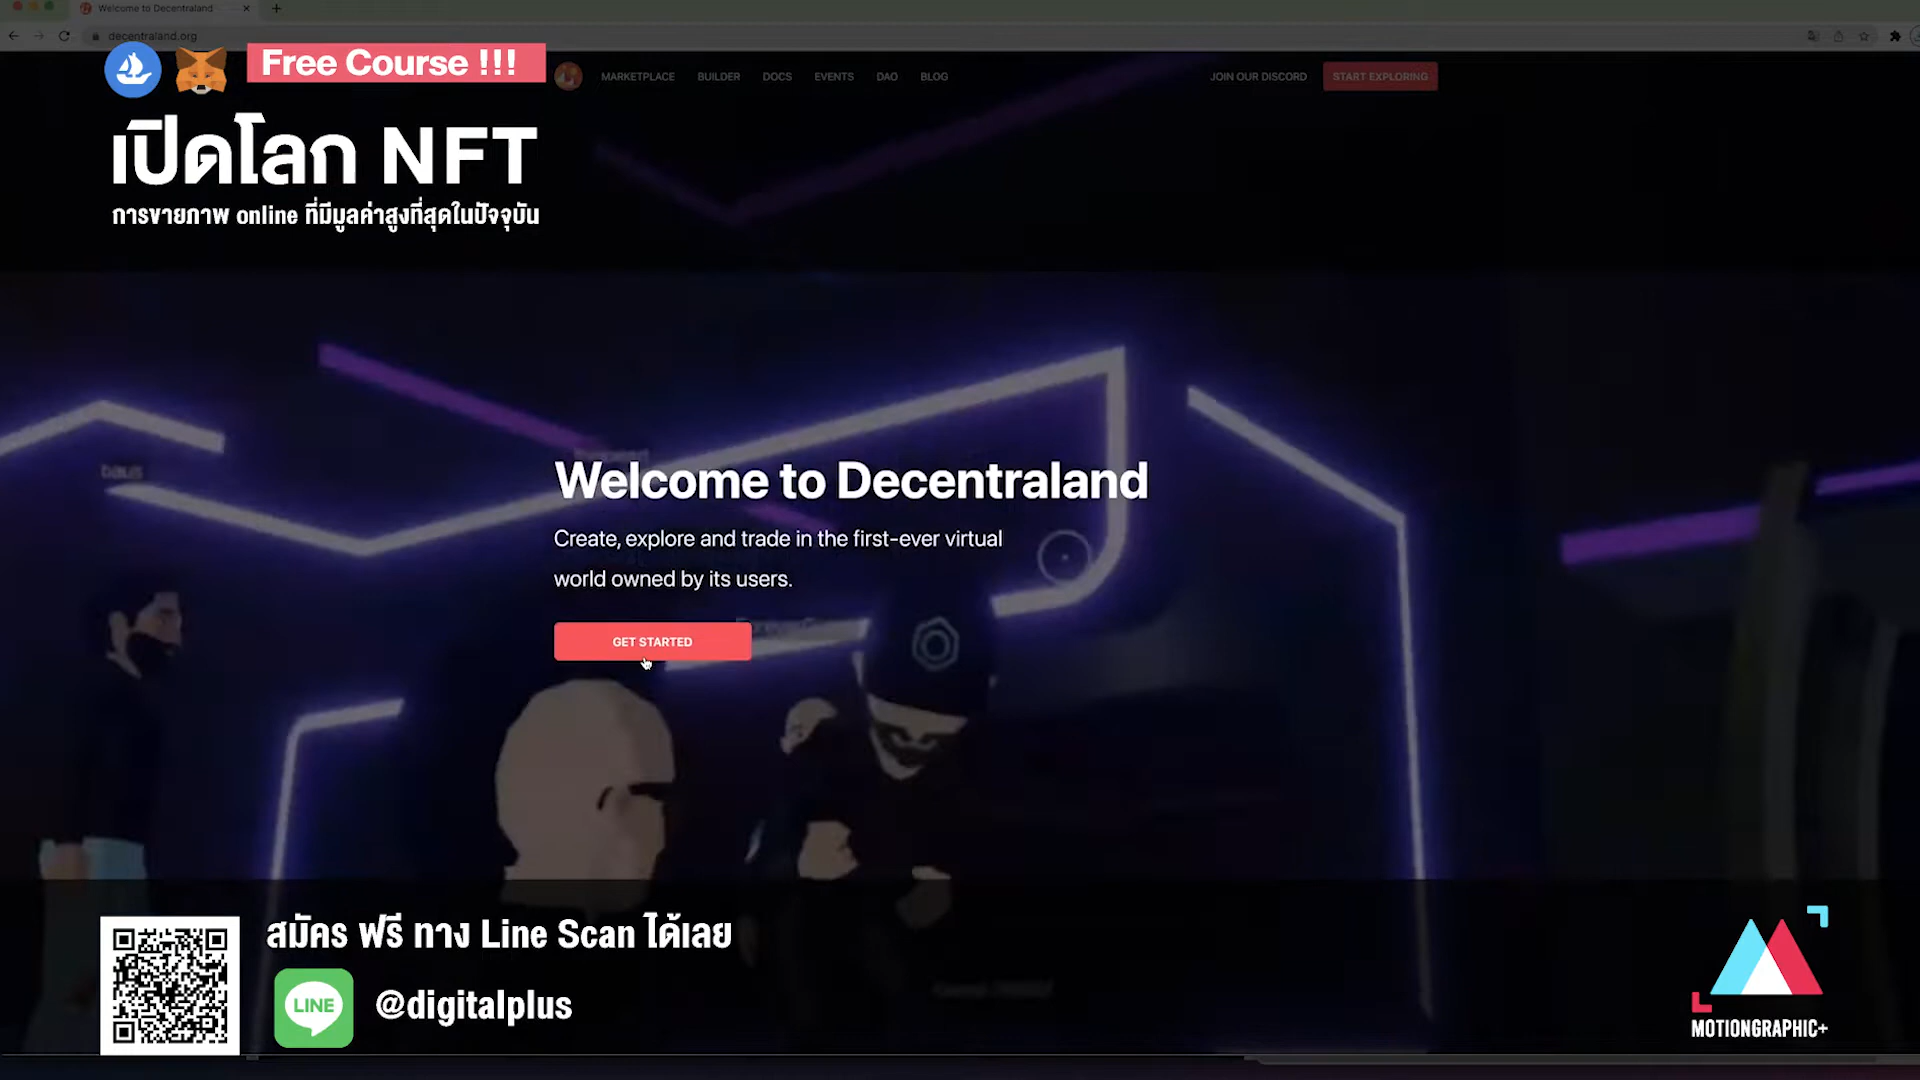 Welcome to Decentraland
decentraland.org
Free Course !!!
MARKETPLACE BUILDER DOCS EVENTS DAO BLOG
JOIN OUR DISCORD
START EXPLORING
เปิดโลก NFT
การขายภาพ online ที่มีมูลค่าสูงที่สุดในปัจจุบัน
baus
Welcome to Decentraland
Create, explore and trade in the first-ever virtual
world owned by its users.
GET STARTED
สมัคร ฟรี ทาง Line Scan ได้เลย
LINE
@digitalplus
MOTIONGRAPHIC+